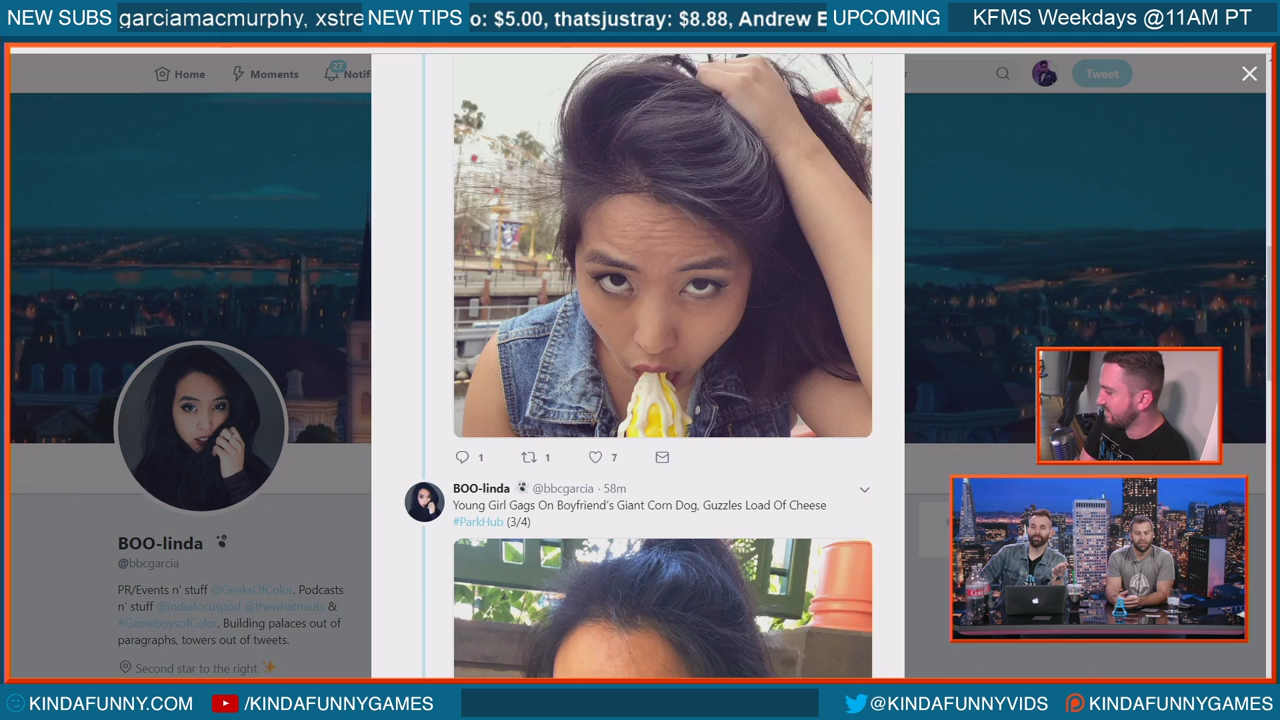 NEW SUBS garciamacmurphy, xstre NEW TIPS o: $5.00, thatsjustray: $8.88, Andrew E UPCOMING KFMS Weekdays @11AM PT
Home Moments 27 Notifi Tweet
1 1 7
BOO-linda @bbcgarcia · 58m
Young Girl Gags On Boyfriend's Giant Corn Dog, Guzzles Load Of Cheese
#ParkHub (3/4)
BOO-linda
@bbcgarcia
PR/Events n' stuff @GeeksOfColor. Podcasts
n' stuff @indiefocuspod @thewhatnauts &
#GameboysofColor. Building palaces out of
paragraphs, towers out of tweets.
Second star to the right
KINDAFUNNY.COM /KINDAFUNNYGAMES @KINDAFUNNYVIDS KINDAFUNNYGAMES